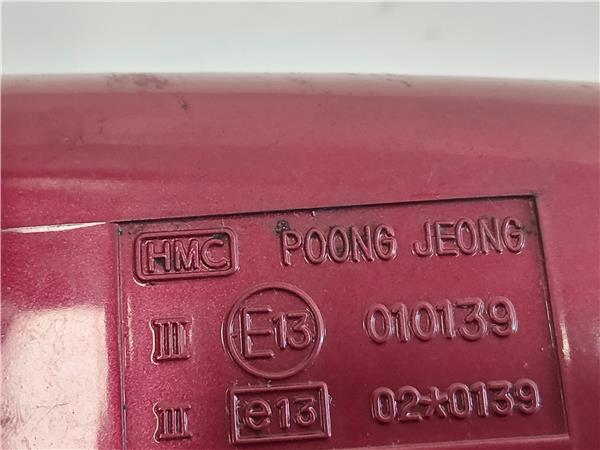 HMC POONG JEONG
III E13 010139
III e13 02*0139